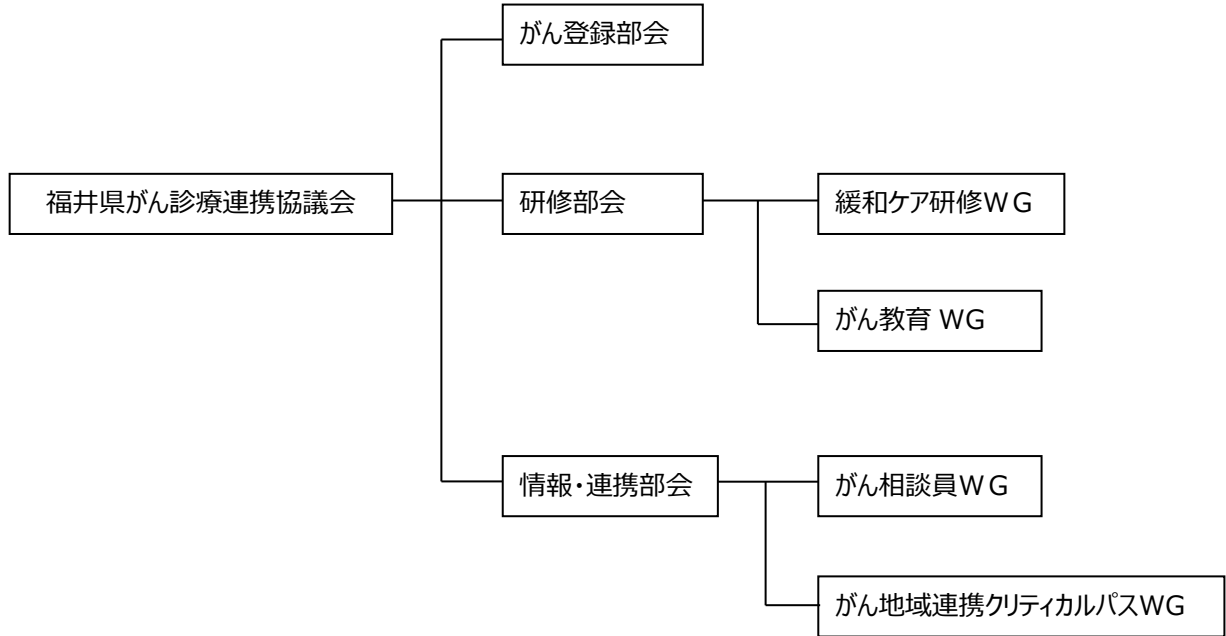 がん登録部会
福井県がん診療連携協議会
研修部会
緩和ケア研修ＷＧ
がん教育 WG
情報・連携部会
がん相談員ＷＧ
がん地域連携クリティカルパスWG